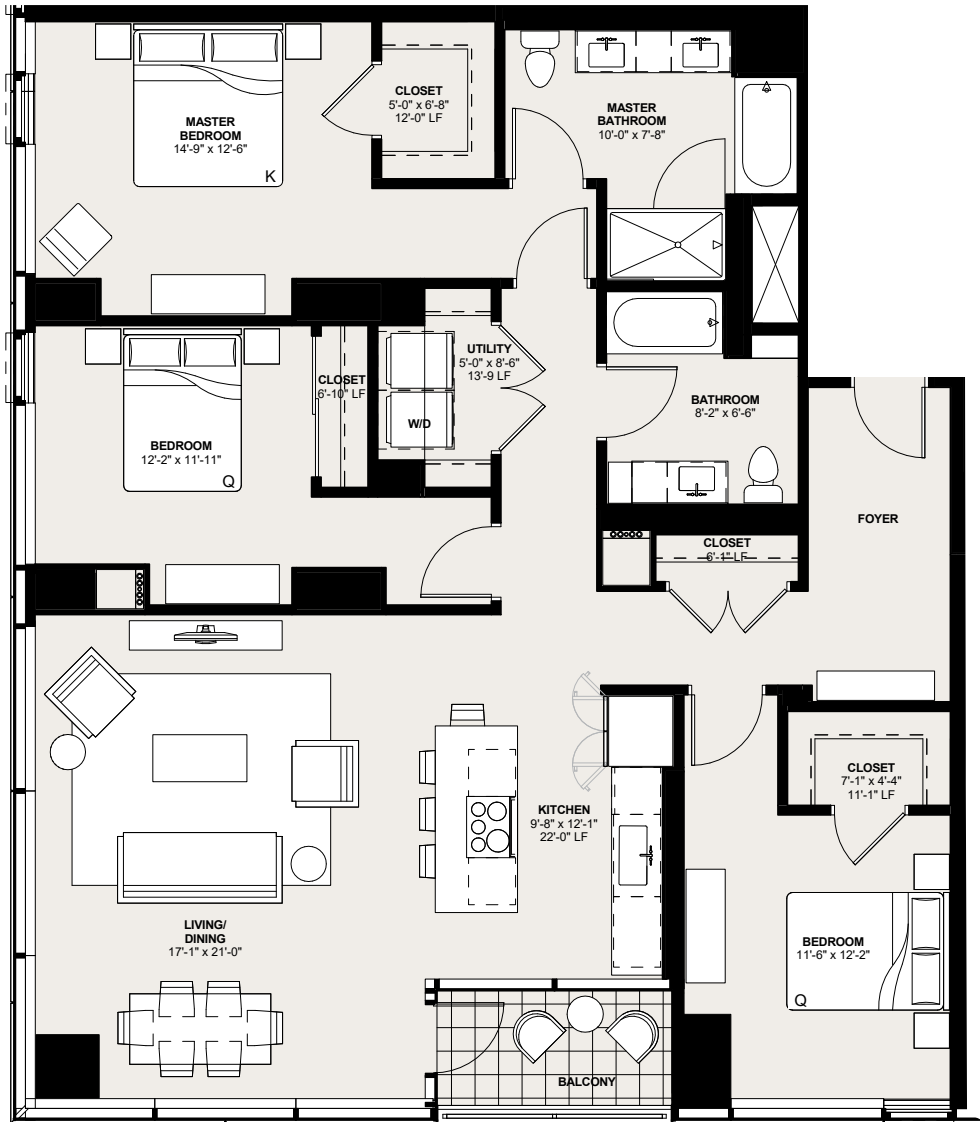 MASTER
BEDROOM
14'-9" x 12'-6"
K
CLOSET
5'-0" x 6'-8"
12'-0" LF
MASTER
BATHROOM
10'-0" x 7'-8"
BEDROOM
12'-2" x 11'-11"
Q
CLOSET
6'-10" LF
UTILITY
5'-0" x 8'-6"
13'-9 LF
W/D
BATHROOM
8'-2" x 6'-6"
FOYER
CLOSET
6'-1" LF
KITCHEN
9'-8" x 12'-1"
22'-0" LF
CLOSET
7'-1" x 4'-4"
11'-1" LF
LIVING/
DINING
17'-1" x 21'-0"
BEDROOM
11'-6" x 12'-2"
Q
BALCONY